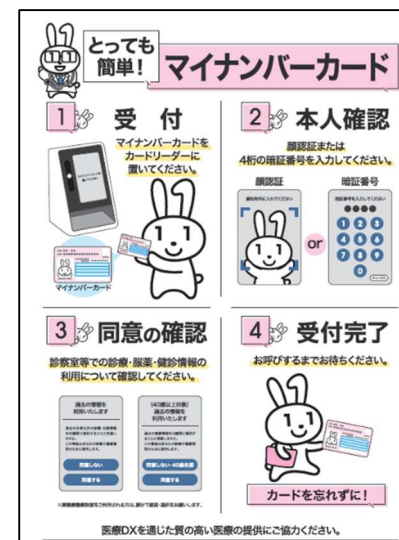 とっても
簡単！
マイナンバーカード
1 受付
マイナンバーカードを
カードリーダーに
置いてください。
マイナンバーカード
2 本人確認
顔認証または
4桁の暗証番号を入力してください。
顔認証
暗証番号
or
1 2 3
4 5 6
7 8 9
0
3 同意の確認
診察室等での診療・服薬・健診情報の
利用について確認してください。
過去の情報を
利用いたします
同意しない
同意する
(40歳以上対象)
過去の情報を
利用いたします
同意しない・40歳未満
同意する
4 受付完了
お呼びするまでお待ちください。
カードを忘れずに！
医療DXを通じた質の高い医療の提供にご協力ください。